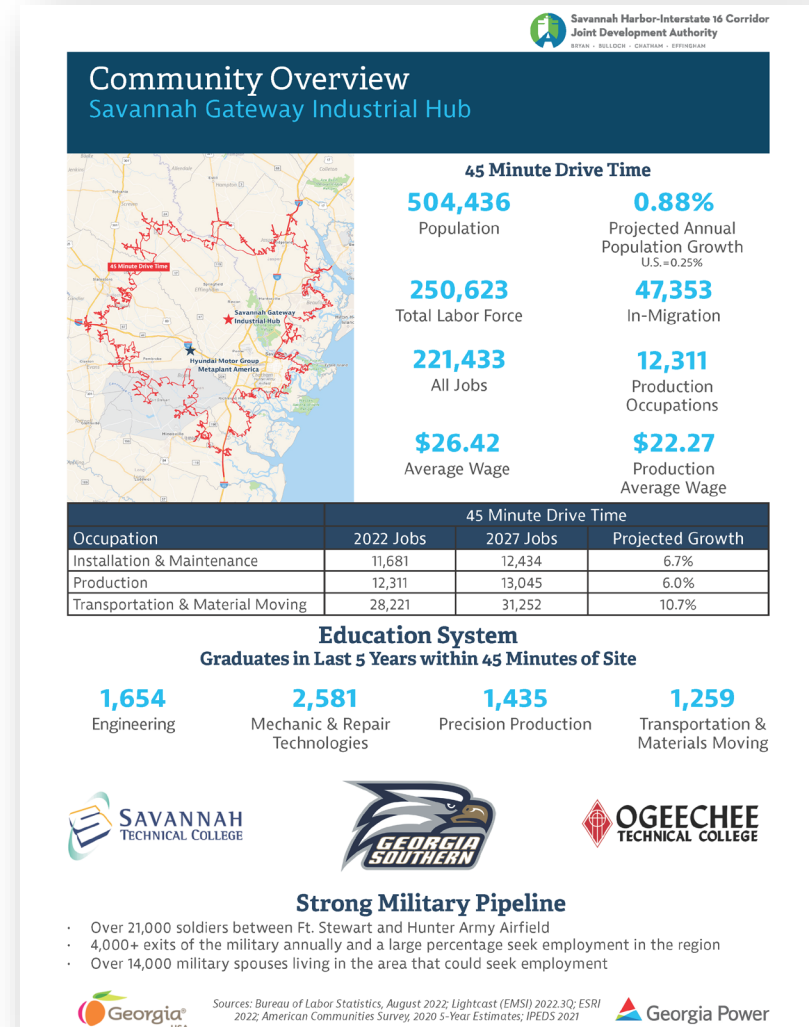 Savannah Harbor-Interstate 16 Corridor
Joint Development Authority
BRYAN - BULLOCH - CHATHAM - EFFINGHAM
Community Overview
Savannah Gateway Industrial Hub
45 Minute Drive Time
Savannah Gateway
Industrial Hub
Hyundai Motor Group
Metaplant America
45 Minute Drive Time
504,436
Population
0.88%
Projected Annual
Population Growth
U.S.=0.25%
250,623
Total Labor Force
47,353
In-Migration
221,433
All Jobs
12,311
Production
Occupations
$26.42
Average Wage
$22.27
Production
Average Wage
45 Minute Drive Time
Occupation 2022 Jobs 2027 Jobs Projected Growth
Installation & Maintenance 11,681 12,434 6.7%
Production 12,311 13,045 6.0%
Transportation & Material Moving 28,221 31,252 10.7%
Education System
Graduates in Last 5 Years within 45 Minutes of Site
1,654
Engineering
2,581
Mechanic & Repair
Technologies
1,435
Precision Production
1,259
Transportation &
Materials Moving
SAVANNAH
TECHNICAL COLLEGE
GEORGIA
SOUTHERN
OGEECHEE
TECHNICAL COLLEGE
Strong Military Pipeline
· Over 21,000 soldiers between Ft. Stewart and Hunter Army Airfield
· 4,000+ exits of the military annually and a large percentage seek employment in the region
· Over 14,000 military spouses living in the area that could seek employment
Georgia®
USA
Sources: Bureau of Labor Statistics, August 2022; Lightcast (EMSI) 2022.3Q; ESRI
2022; American Communities Survey, 2020 5-Year Estimates; IPEDS 2021
Georgia Power